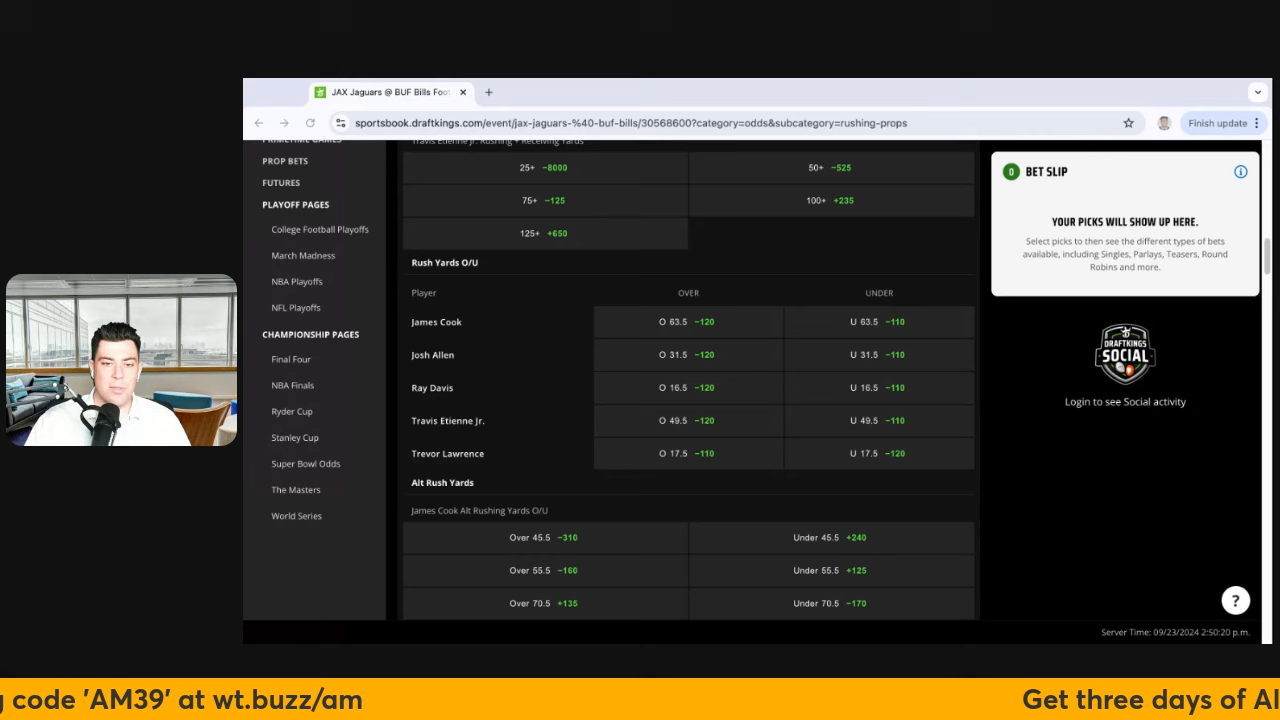 JAX Jaguars @ BUF Bills Foot
sportsbook.draftkings.com/event/jax-jaguars-%40-buf-bills/30568600?category=odds&subcategory=rushing-props
Finish update
PRIMETIME GAMES
PROP BETS
FUTURES
PLAYOFF PAGES
College Football Playoffs
March Madness
NBA Playoffs
NFL Playoffs
CHAMPIONSHIP PAGES
Final Four
NBA Finals
Ryder Cup
Stanley Cup
Super Bowl Odds
The Masters
World Series
Travis Etienne Jr. Rushing + Receiving Yards
25+ −8000
50+ −525
75+ −125
100+ +235
125+ +650
Rush Yards O/U
Player OVER UNDER
James Cook O 63.5 −120 U 63.5 −110
Josh Allen O 31.5 −120 U 31.5 −110
Ray Davis O 16.5 −120 U 16.5 −110
Travis Etienne Jr. O 49.5 −120 U 49.5 −110
Trevor Lawrence O 17.5 −110 U 17.5 −120
Alt Rush Yards
James Cook Alt Rushing Yards O/U
Over 45.5 −310 Under 45.5 +240
Over 55.5 −160 Under 55.5 +125
Over 70.5 +135 Under 70.5 −170
0 BET SLIP
YOUR PICKS WILL SHOW UP HERE.
Select picks to then see the different types of bets
available, including Singles, Parlays, Teasers, Round
Robins and more.
DRAFTKINGS
SOCIAL
Login to see Social activity
?
Server Time: 09/23/2024 2:50:20 p.m.
g code 'AM39' at wt.buzz/am
Get three days of Al